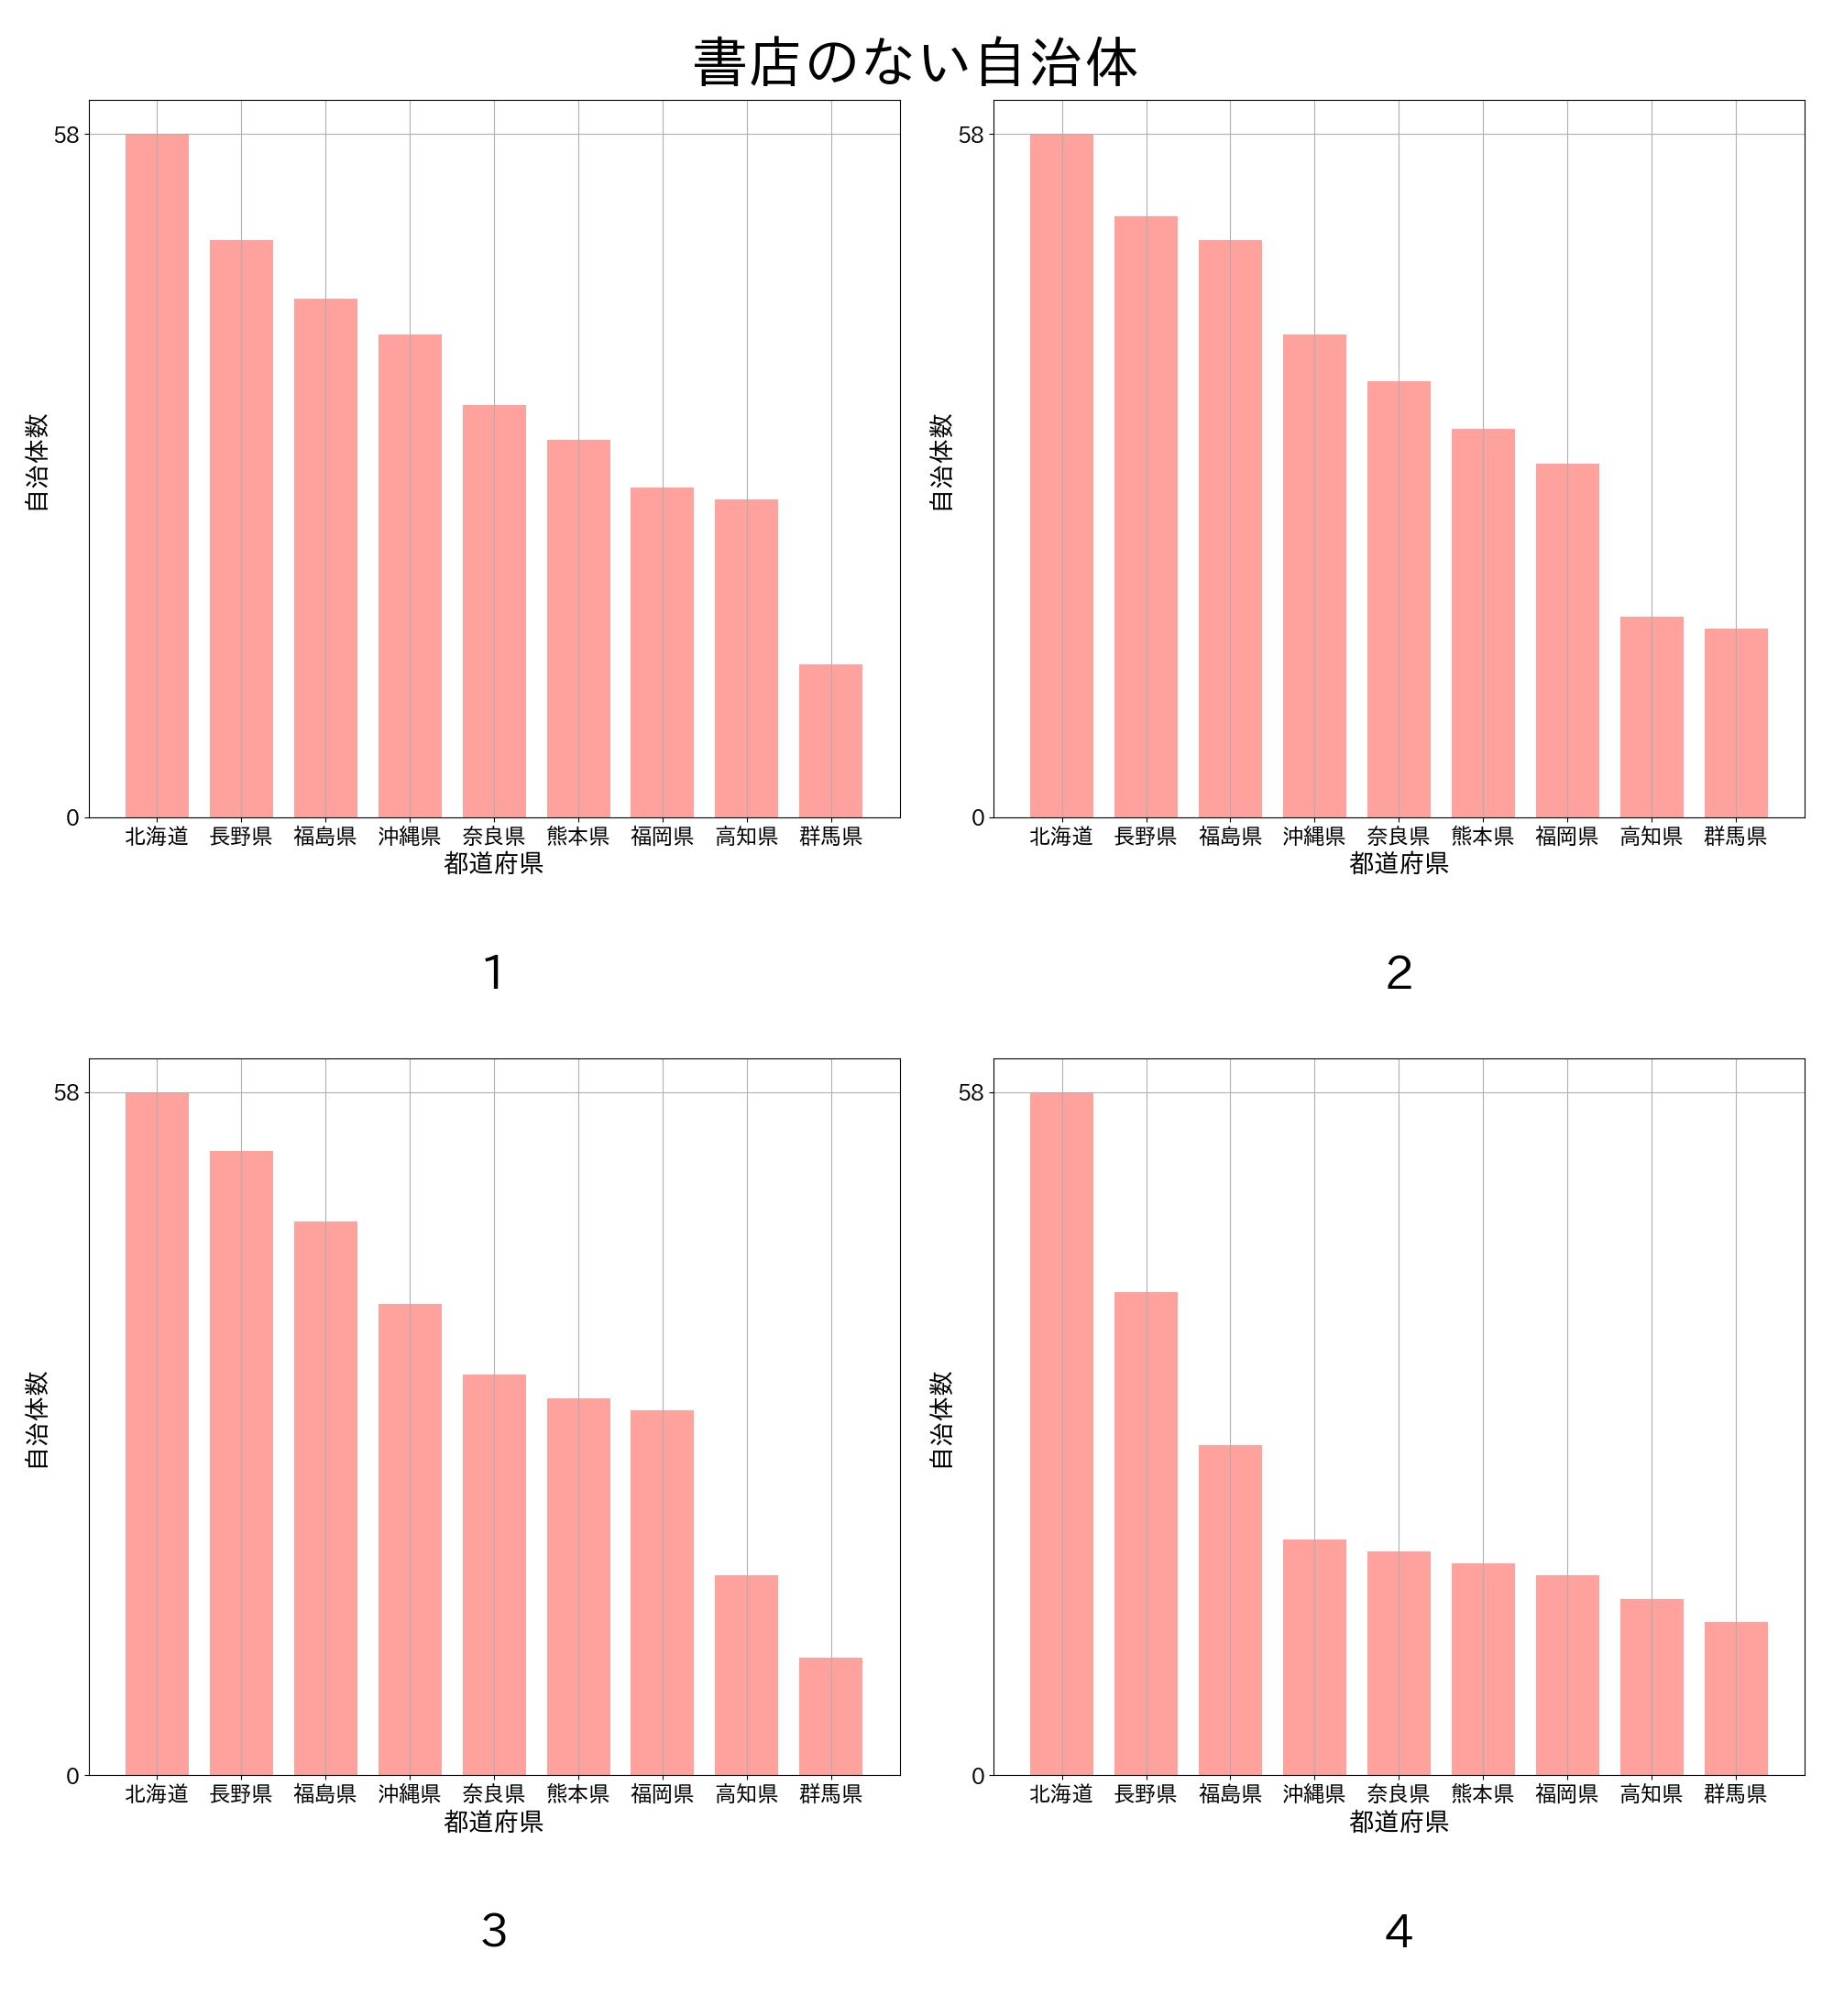 書店のない自治体
58
0
自治体数
北海道 長野県 福島県 沖縄県 奈良県 熊本県 福岡県 高知県 群馬県
都道府県
1
58
0
自治体数
北海道 長野県 福島県 沖縄県 奈良県 熊本県 福岡県 高知県 群馬県
都道府県
2
58
0
自治体数
北海道 長野県 福島県 沖縄県 奈良県 熊本県 福岡県 高知県 群馬県
都道府県
3
58
0
自治体数
北海道 長野県 福島県 沖縄県 奈良県 熊本県 福岡県 高知県 群馬県
都道府県
4